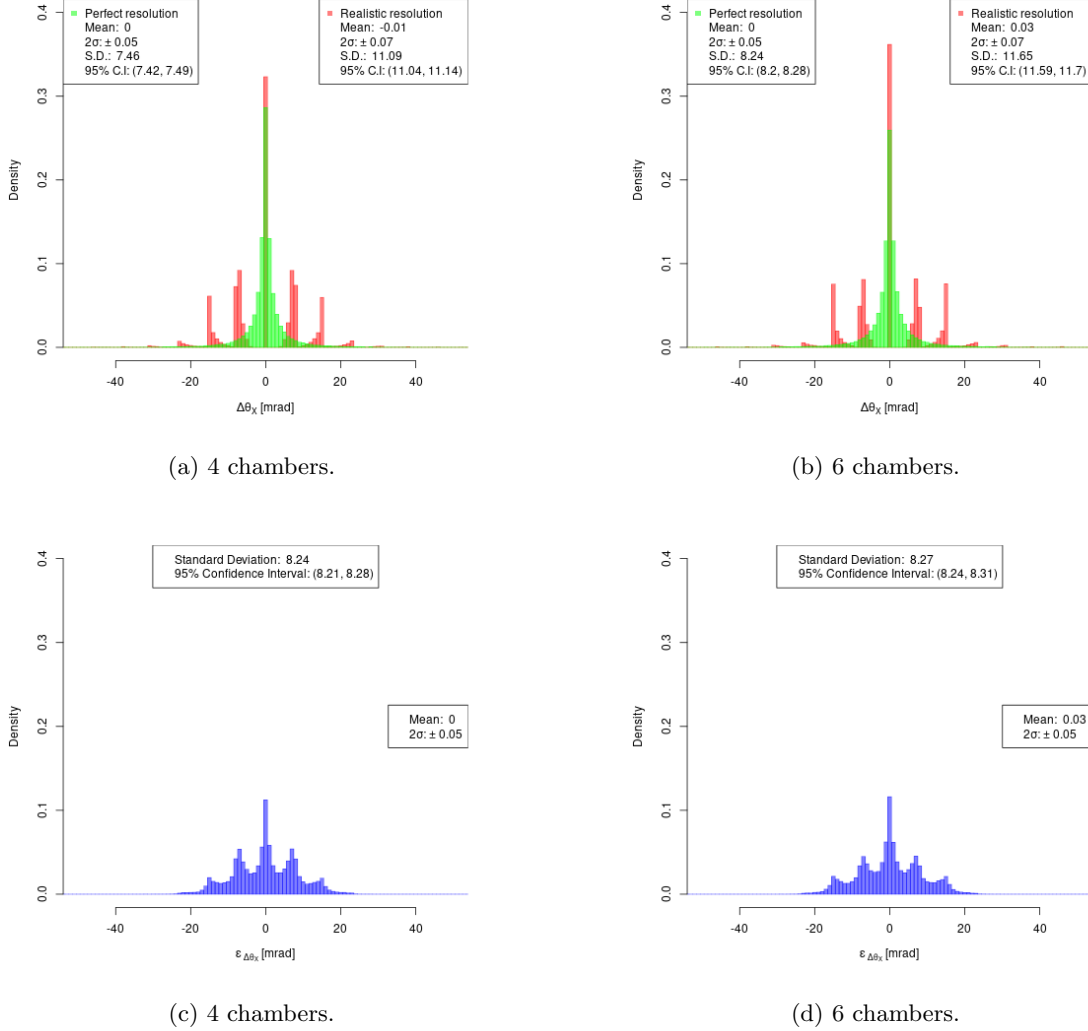 0.4
0.3
0.2
0.1
0.0
Density
Perfect resolution
Mean: 0
2σ: ± 0.05
S.D.: 7.46
95% C.I: (7.42, 7.49)
Realistic resolution
Mean: -0.01
2σ: ± 0.07
S.D.: 11.09
95% C.I: (11.04, 11.14)
-40 -20 0 20 40
Δθx [mrad]
(a) 4 chambers.
0.4
0.3
0.2
0.1
0.0
Density
Perfect resolution
Mean: 0
2σ: ± 0.05
S.D.: 8.24
95% C.I: (8.2, 8.28)
Realistic resolution
Mean: 0.03
2σ: ± 0.07
S.D.: 11.65
95% C.I: (11.59, 11.7)
-40 -20 0 20 40
Δθx [mrad]
(b) 6 chambers.
0.4
0.3
0.2
0.1
0.0
Density
Standard Deviation: 8.24
95% Confidence Interval: (8.21, 8.28)
Mean: 0
2σ: ± 0.05
-40 -20 0 20 40
ε Δθx [mrad]
(c) 4 chambers.
0.4
0.3
0.2
0.1
0.0
Density
Standard Deviation: 8.27
95% Confidence Interval: (8.24, 8.31)
Mean: 0.03
2σ: ± 0.05
-40 -20 0 20 40
ε Δθx [mrad]
(d) 6 chambers.